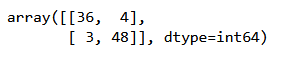 array([[36,  4],
       [ 3, 48]], dtype=int64)